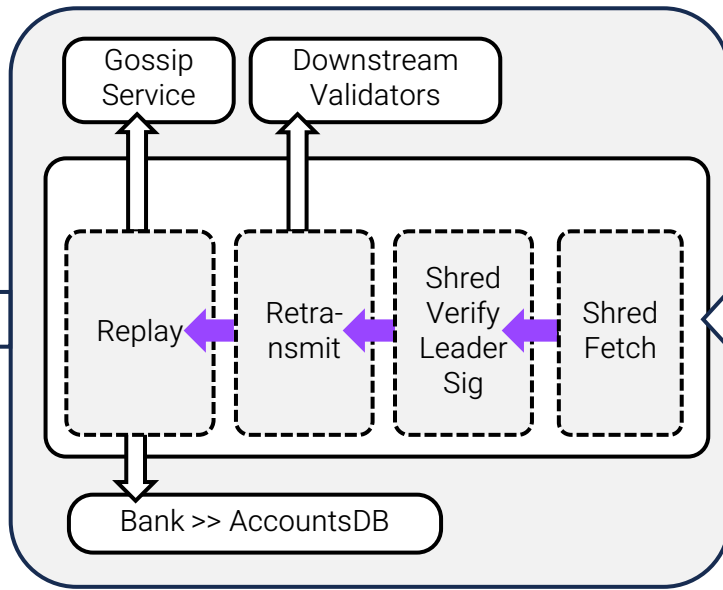 Gossip
Service
Downstream
Validators
Replay
Retra-
nsmit
Shred
Verify
Leader
Sig
Shred
Fetch
Bank >> AccountsDB